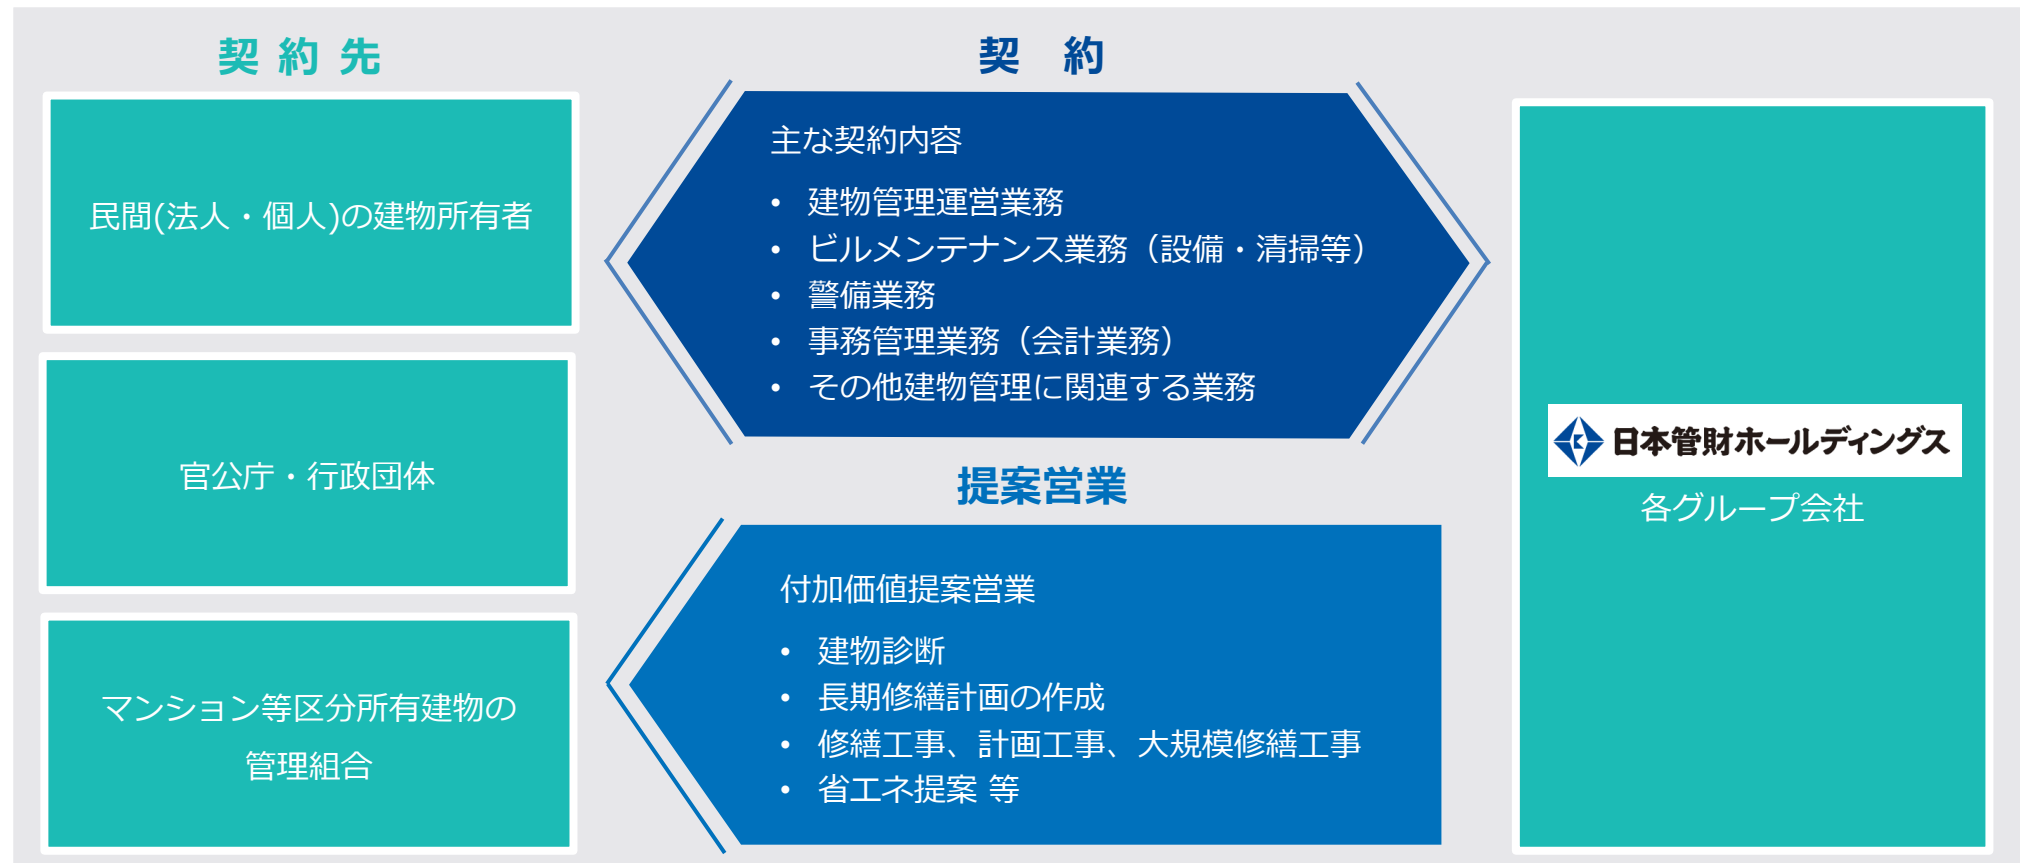 契約先
民間(法人・個人)の建物所有者
官公庁・行政団体
マンション等区分所有建物の
管理組合
契 約
主な契約内容
• 建物管理運営業務
• ビルメンテナンス業務（設備・清掃等）
• 警備業務
• 事務管理業務（会計業務）
• その他建物管理に関連する業務
提案営業
付加価値提案営業
• 建物診断
• 長期修繕計画の作成
• 修繕工事、計画工事、大規模修繕工事
• 省エネ提案 等
日本管財ホールディングス
各グループ会社